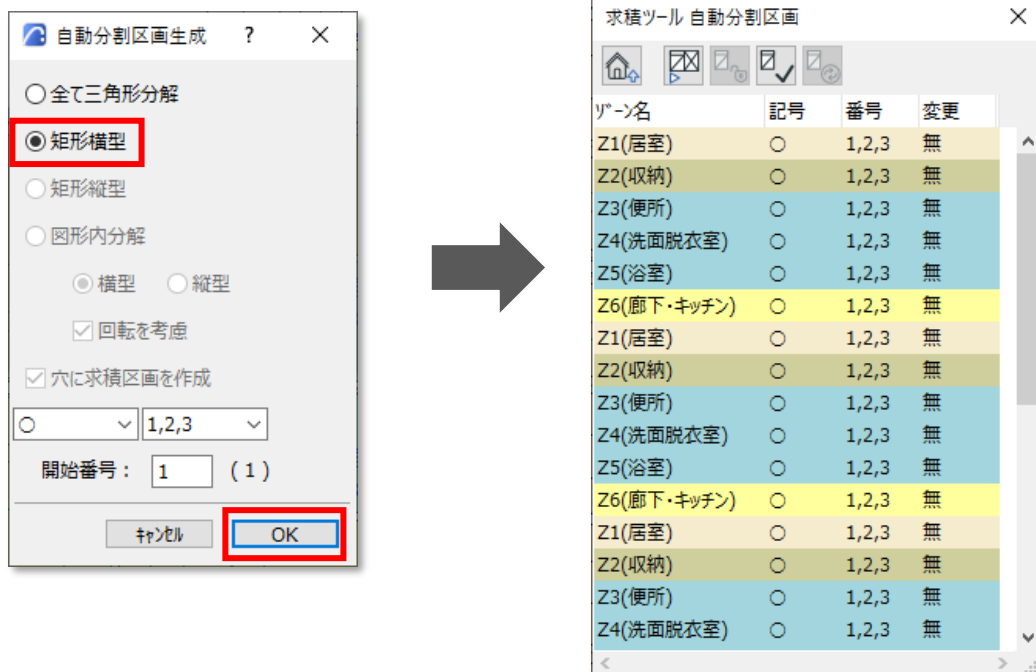 自動分割区画生成 ? ×
全て三角形分解
矩形横型
矩形縦型
図形内分解
横型 縦型
回転を考慮
穴に求積区画を作成
○ 1,2,3
開始番号： 1 (1)
ｷｬﾝｾﾙ OK
求積ツール 自動分割区画 ×
ｿﾞｰﾝ名 記号 番号 変更
Z1(居室) ○ 1,2,3 無
Z2(収納) ○ 1,2,3 無
Z3(便所) ○ 1,2,3 無
Z4(洗面脱衣室) ○ 1,2,3 無
Z5(浴室) ○ 1,2,3 無
Z6(廊下・キッチン) ○ 1,2,3 無
Z1(居室) ○ 1,2,3 無
Z2(収納) ○ 1,2,3 無
Z3(便所) ○ 1,2,3 無
Z4(洗面脱衣室) ○ 1,2,3 無
Z5(浴室) ○ 1,2,3 無
Z6(廊下・キッチン) ○ 1,2,3 無
Z1(居室) ○ 1,2,3 無
Z2(収納) ○ 1,2,3 無
Z3(便所) ○ 1,2,3 無
Z4(洗面脱衣室) ○ 1,2,3 無